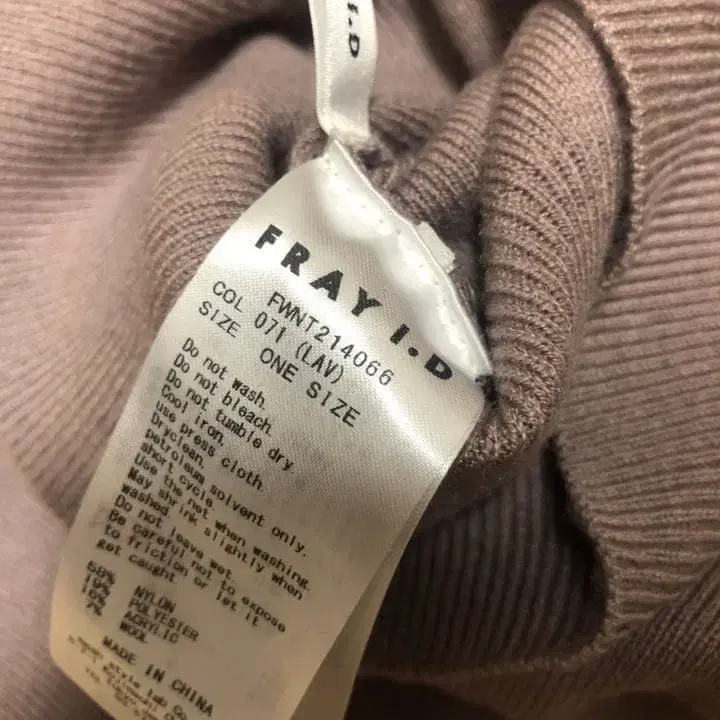 I.D
FRAY I.D
FWNT214066
COL 071 (LAV)
SIZE ONE SIZE
Do not wash.
Do not bleach.
Do not tumble dry
Cool iron.
use press cloth.
Dryclean.
petroleum solvent only.
short cycle.
Use the net when washing.
May shrink slightly when
washed.
Do not leave wet.
Be careful not to expose
to friction or let it
get caught.
58% NYLON
19% POLYESTER
16% ACRYLIC
7% WOOL
MADE IN CHINA